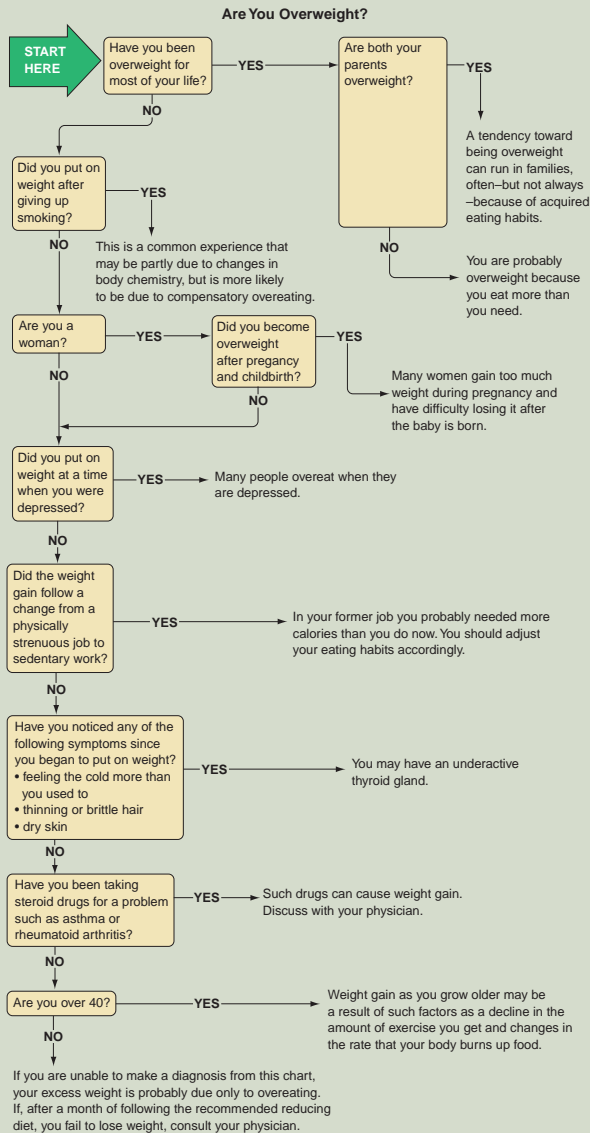 Are You Overweight?
START
HERE
Have you been
overweight for
most of your life?
YES
Are both your
parents
overweight?
YES
A tendency toward
being overweight
can run in families,
often–but not always
–because of acquired
eating habits.
NO
You are probably
overweight because
you eat more than
you need.
NO
Did you put on
weight after
giving up
smoking?
YES
This is a common experience that
may be partly due to changes in
body chemistry, but is more likely
to be due to compensatory overeating.
NO
Are you a
woman?
YES
Did you become
overweight
after pregancy
and childbirth?
YES
Many women gain too much
weight during pregnancy and
have difficulty losing it after
the baby is born.
NO
NO
Did you put on
weight at a time
when you were
depressed?
YES
Many people overeat when they
are depressed.
NO
Did the weight
gain follow a
change from a
physically
strenuous job to
sedentary work?
YES
In your former job you probably needed more
calories than you do now. You should adjust
your eating habits accordingly.
NO
Have you noticed any of the
following symptoms since
you began to put on weight?
• feeling the cold more than
you used to
• thinning or brittle hair
• dry skin
YES
You may have an underactive
thyroid gland.
NO
Have you been taking
steroid drugs for a problem
such as asthma or
rheumatoid arthritis?
YES
Such drugs can cause weight gain.
Discuss with your physician.
NO
Are you over 40?
YES
Weight gain as you grow older may be
a result of such factors as a decline in the
amount of exercise you get and changes in
the rate that your body burns up food.
NO
If you are unable to make a diagnosis from this chart,
your excess weight is probably due only to overeating.
If, after a month of following the recommended reducing
diet, you fail to lose weight, consult your physician.